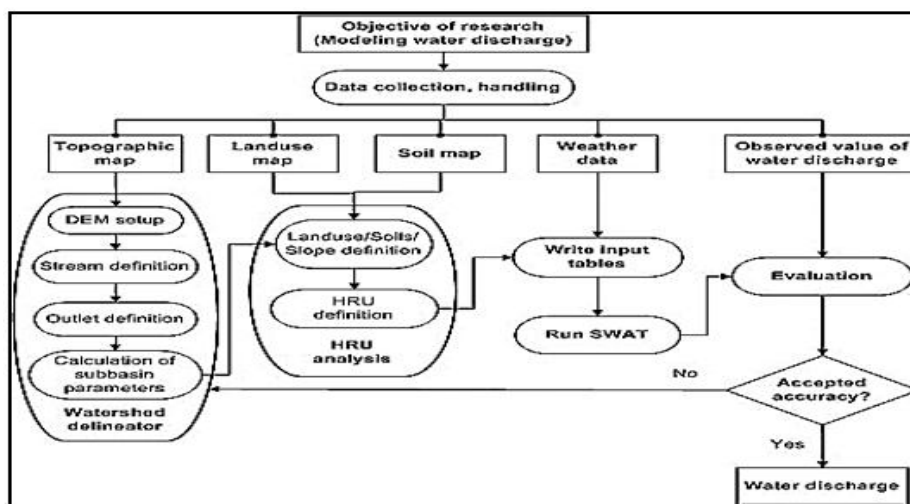 Objective of research
(Modeling water discharge)
Data collection, handling
Topographic
map
Landuse
map
Soil map
Weather
data
Observed value of
water discharge
DEM setup
Stream definition
Outlet definition
Calculation of
subbasin
parameters
Watershed
delineator
Landuse/Soils/
Slope definition
HRU
definition
HRU
analysis
Write input
tables
Run SWAT
Evaluation
Accepted
accuracy?
No
Yes
Water discharge